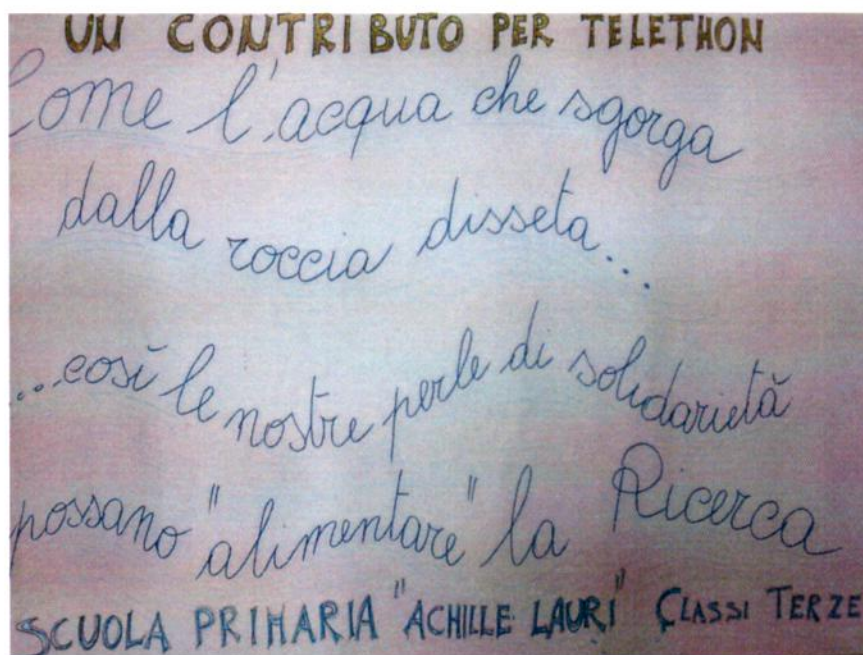 UN CONTRIBUTO PER TELETHON
Come l'acqua che sgorga
dalla roccia disseta...
...così le nostre perle di solidarietà
possano "alimentare" la Ricerca
SCUOLA PRIMARIA "ACHILLE LAURI" CLASSI TERZE